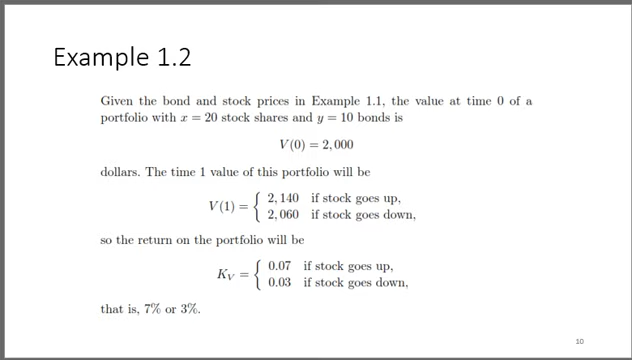 Example 1.2
Given the bond and stock prices in Example 1.1, the value at time 0 of a
portfolio with x = 20 stock shares and y = 10 bonds is
V(0) = 2,000
dollars. The time 1 value of this portfolio will be
V(1) = { 2,140 if stock goes up,
2,060 if stock goes down,
so the return on the portfolio will be
K_V = { 0.07 if stock goes up,
0.03 if stock goes down,
that is, 7% or 3%.
10